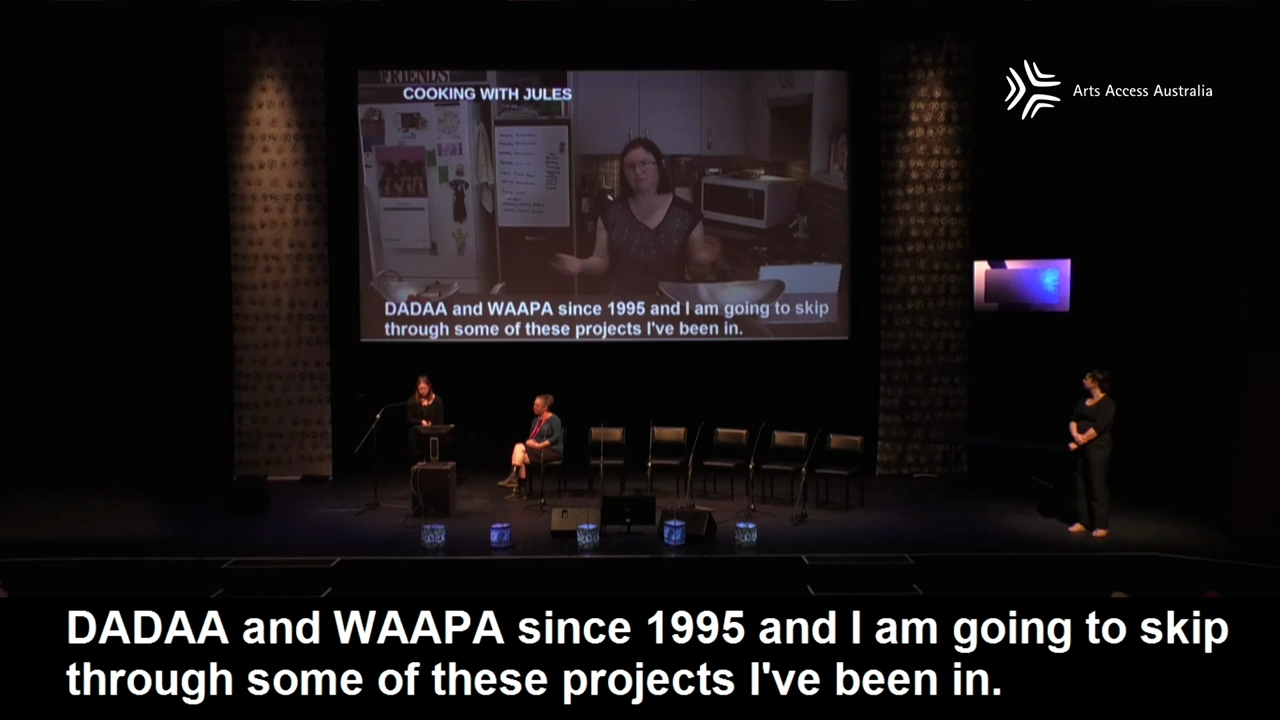 FRIENDS
COOKING WITH JULES
Arts Access Australia
DADAA and WAAPA since 1995 and I am going to skip
through some of these projects I've been in.
DADAA and WAAPA since 1995 and I am going to skip
through some of these projects I've been in.